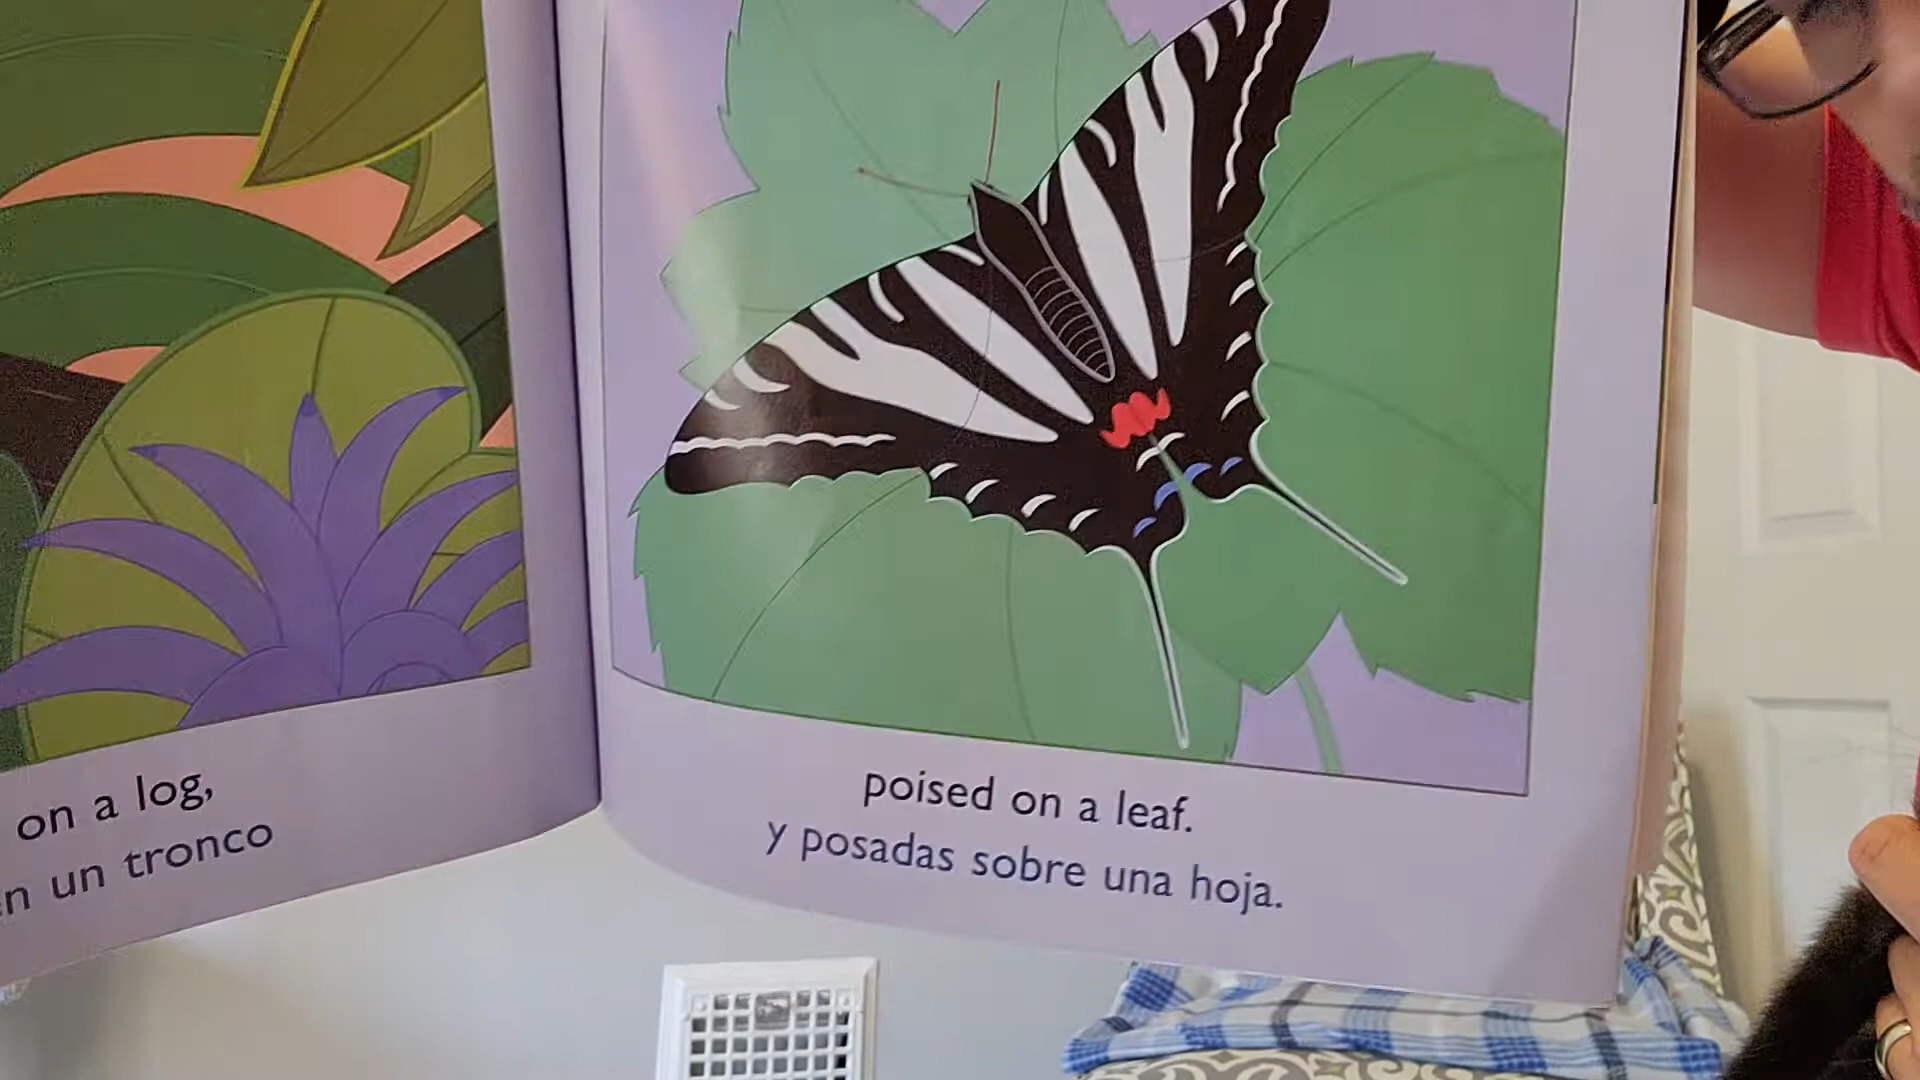 on a log,
un tronco
poised on a leaf.
y posadas sobre una hoja.